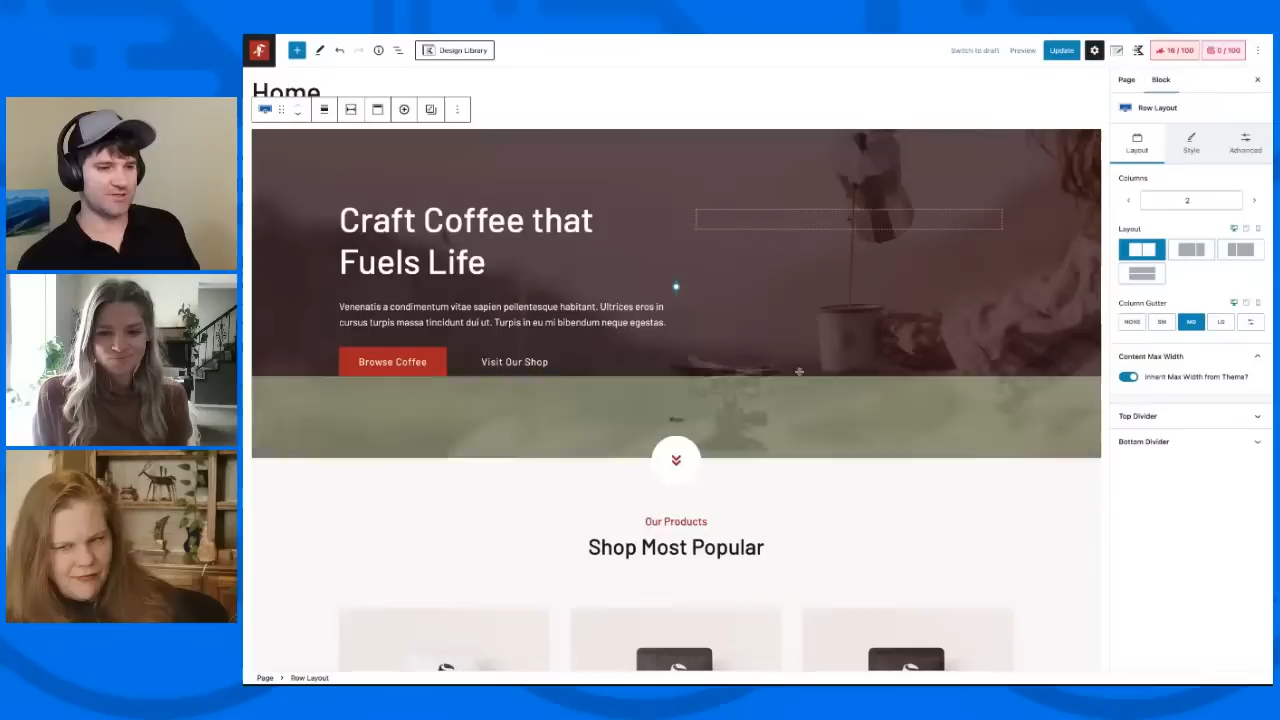 Design Library
Switch to draft
Preview
Update
16 / 100
0 / 100
Home
Page
Block
Row Layout
Layout
Style
Advanced
Columns
2
Layout
Column Gutter
NONE
SM
MD
LG
Content Max Width
Inherit Max Width from Theme?
Top Divider
Bottom Divider
Craft Coffee that
Fuels Life
Venenatis a condimentum vitae sapien pellentesque habitant. Ultrices eros in
cursus turpis massa tincidunt dui ut. Turpis in eu mi bibendum neque egestas.
Browse Coffee
Visit Our Shop
Our Products
Shop Most Popular
Page > Row Layout